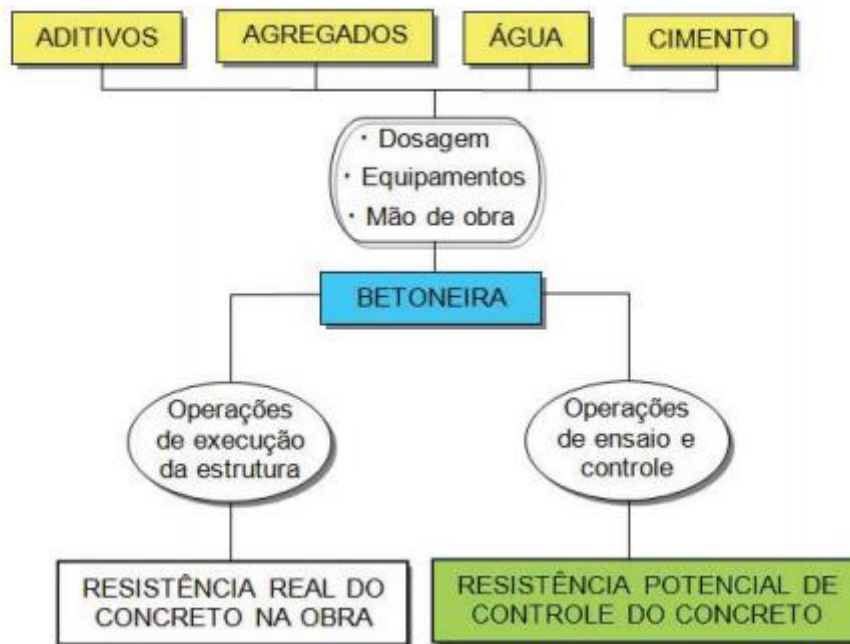 ADITIVOS
AGREGADOS
ÁGUA
CIMENTO
· Dosagem
· Equipamentos
· Mão de obra
BETONEIRA
Operações
de execução
da estrutura
Operações
de ensaio e
controle
RESISTÊNCIA REAL DO
CONCRETO NA OBRA
RESISTÊNCIA POTENCIAL DE
CONTROLE DO CONCRETO